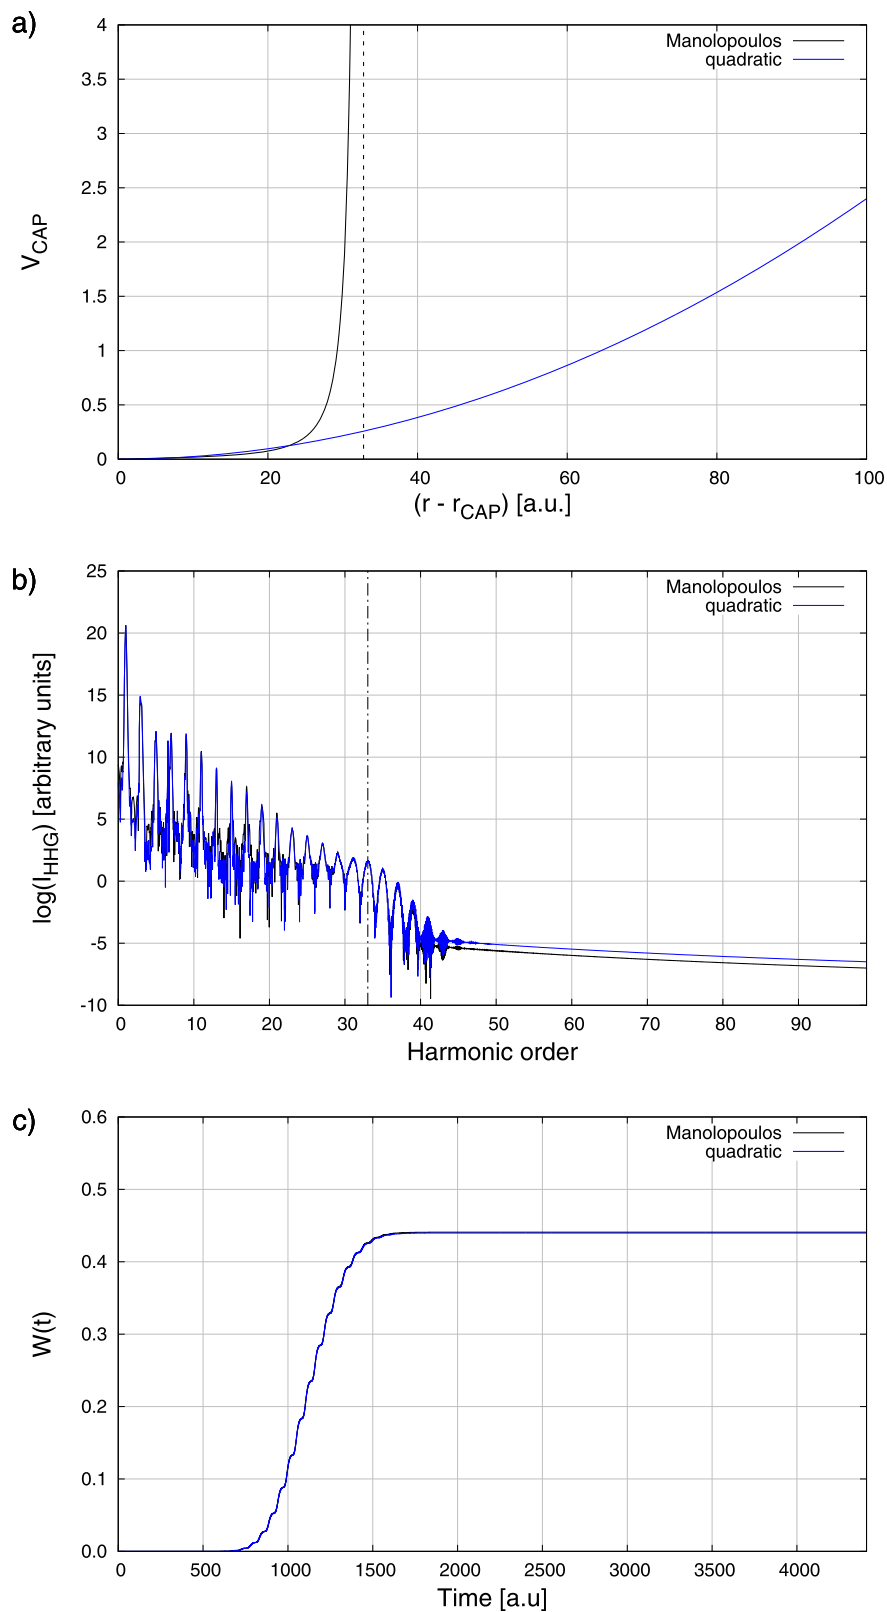 a)
4
3.5
3
2.5
2
1.5
1
0.5
0
V_CAP
Manolopoulos
quadratic
0 20 40 60 80 100
(r - r_CAP) [a.u.]
b)
25
20
15
10
5
0
-5
-10
log(I_HHG) [arbitrary units]
Manolopoulos
quadratic
0 10 20 30 40 50 60 70 80 90
Harmonic order
c)
0.6
0.5
0.4
0.3
0.2
0.1
0.0
W(t)
Manolopoulos
quadratic
0 500 1000 1500 2000 2500 3000 3500 4000
Time [a.u]